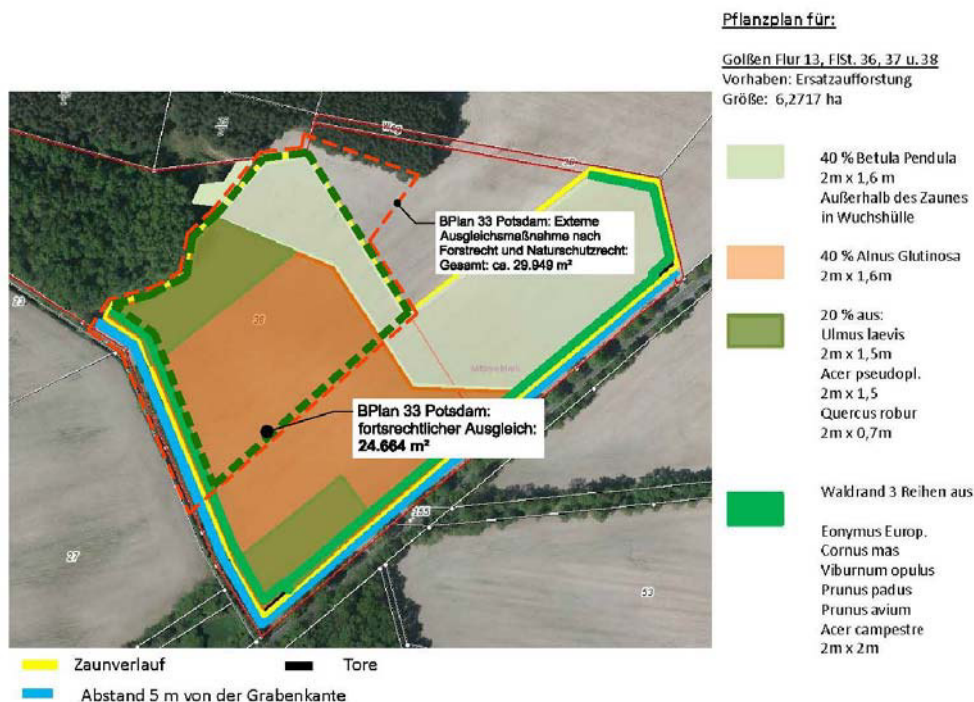 Pflanzplan für:
Golßen Flur 13, FlSt. 36, 37 u. 38
Vorhaben: Ersatzaufforstung
Größe: 6,2717 ha
40 % Betula Pendula
2m x 1,6 m
Außerhalb des Zaunes
in Wuchshülle
40 % Alnus Glutinosa
2m x 1,6m
20 % aus:
Ulmus laevis
2m x 1,5m
Acer pseudopl.
2m x 1,5
Quercus robur
2m x 0,7m
Waldrand 3 Reihen aus
Eonymus Europ.
Cornus mas
Viburnum opulus
Prunus padus
Prunus avium
Acer campestre
2m x 2m
Weg
BPlan 33 Potsdam: Externe
Ausgleichsmaßnahme nach
Forstrecht und Naturschutzrecht:
Gesamt: ca. 29.949 m²
23
36
BPlan 33 Potsdam:
fortsrechtlicher Ausgleich:
24.664 m²
155
27
53
Zaunverlauf
Tore
Abstand 5 m von der Grabenkante